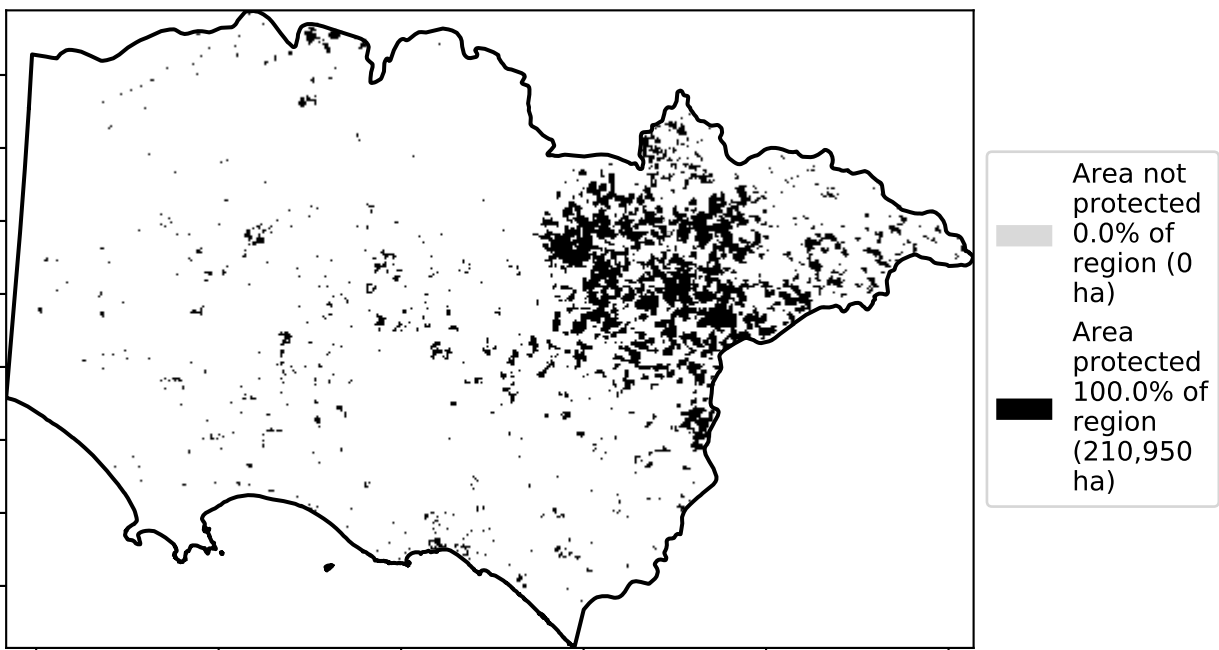 Area not
protected
0.0% of
region (0
ha)
Area
protected
100.0% of
region
(210,950
ha)